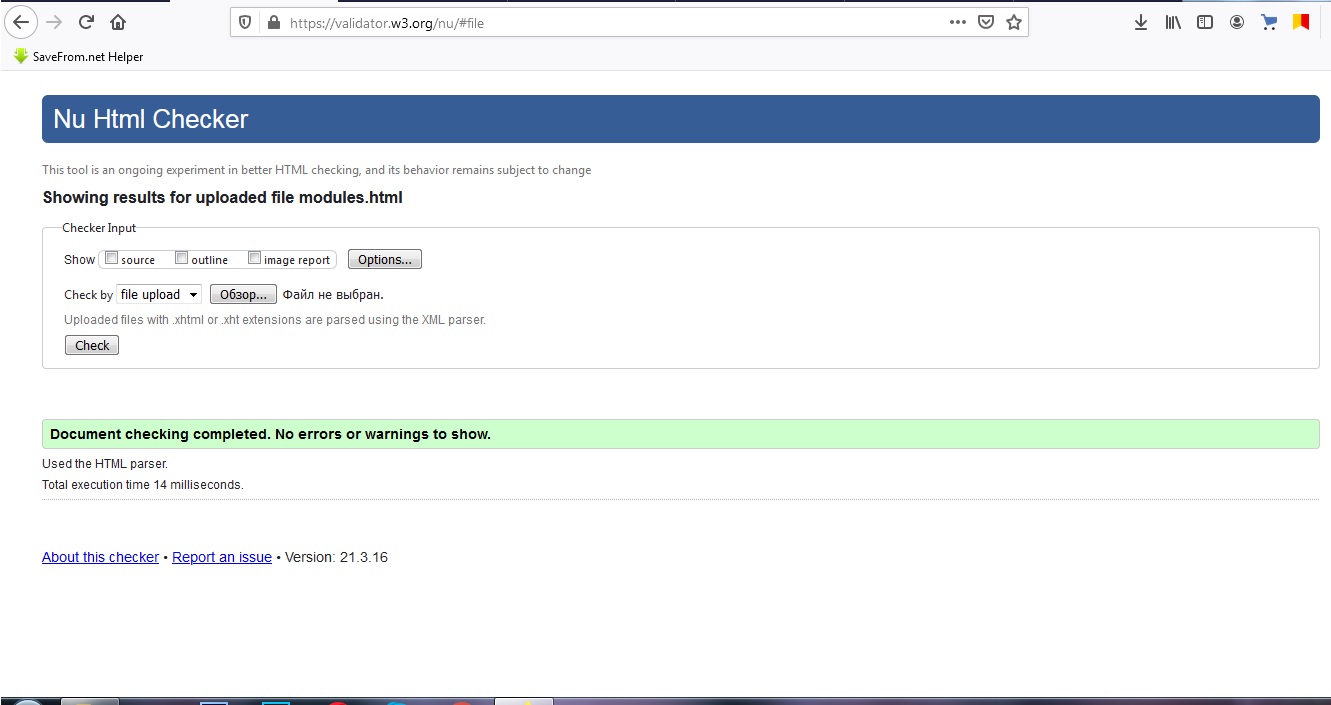 https://validator.w3.org/nu/#file
SaveFrom.net Helper
Nu Html Checker
This tool is an ongoing experiment in better HTML checking, and its behavior remains subject to change
Showing results for uploaded file modules.html
Checker Input
Show source outline image report Options...
Check by file upload Обзор... Файл не выбран.
Uploaded files with .xhtml or .xht extensions are parsed using the XML parser.
Check
Document checking completed. No errors or warnings to show.
Used the HTML parser.
Total execution time 14 milliseconds.
About this checker • Report an issue • Version: 21.3.16